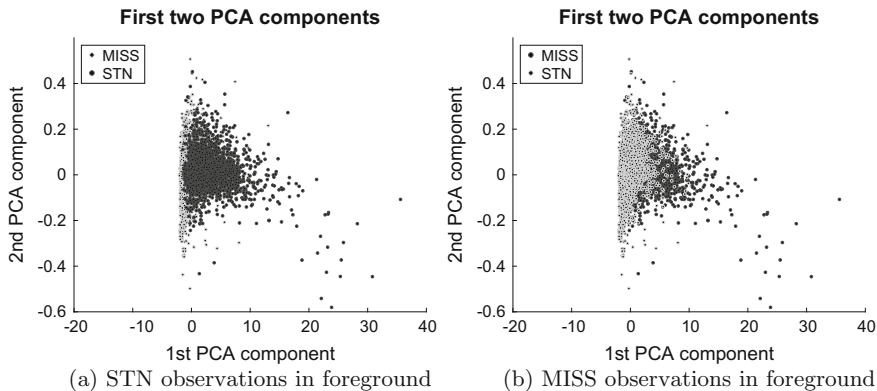 First two PCA components
MISS
STN
2nd PCA component
0.4
0.2
0
-0.2
-0.4
-0.6
-20
-10
0
10
20
30
40
1st PCA component
(a) STN observations in foreground
First two PCA components
MISS
STN
2nd PCA component
0.4
0.2
0
-0.2
-0.4
-0.6
-20
-10
0
10
20
30
40
1st PCA component
(b) MISS observations in foreground